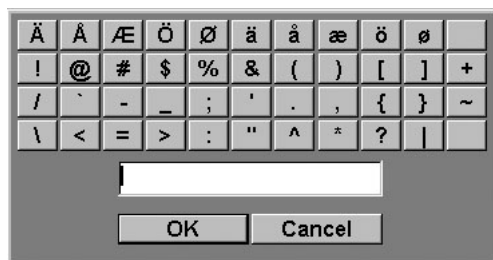 Ä Å Æ Ö Ø ä å æ ö ø
! @ # $ % & ( ) [ ] +
/ ` - _ ; ' . , { } ~
\ < = > : " ^ * ? |
OK Cancel